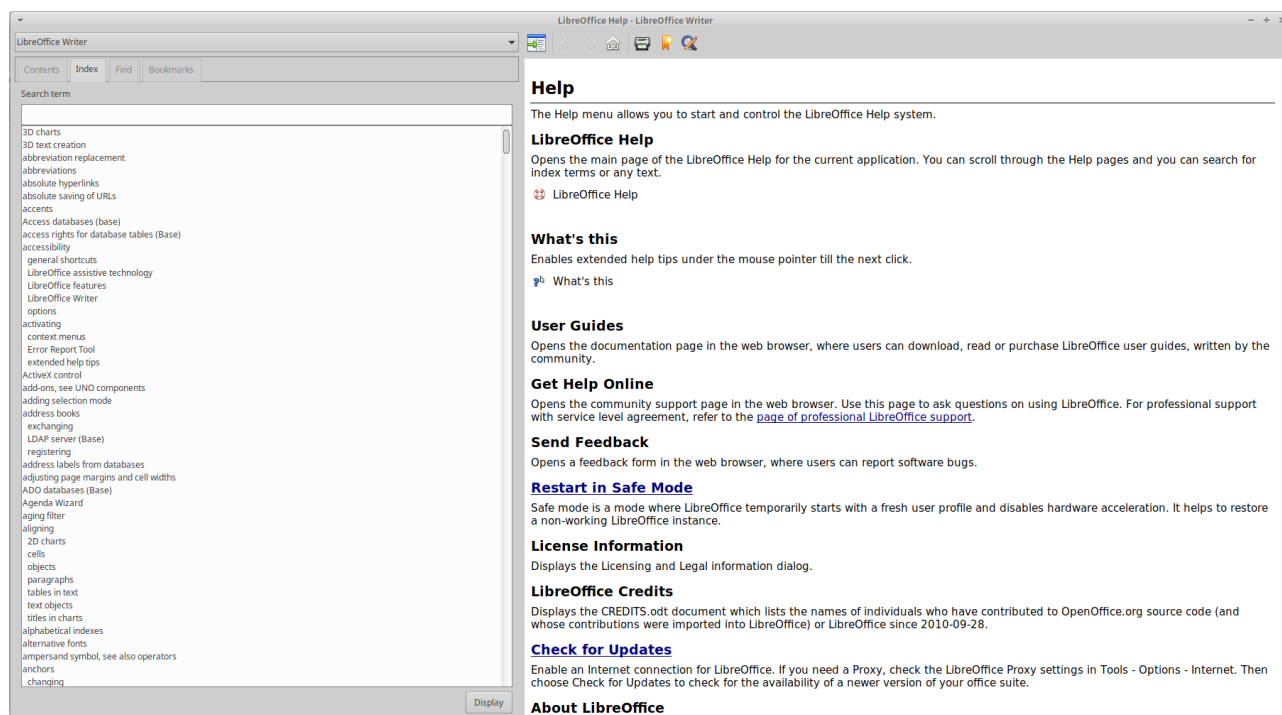 LibreOffice Help - LibreOffice Writer
LibreOffice Writer
Contents Index Find Bookmarks
Search term
3D charts
3D text creation
abbreviation replacement
abbreviations
absolute hyperlinks
absolute saving of URLs
accents
Access databases (base)
access rights for database tables (Base)
accessibility
general shortcuts
LibreOffice assistive technology
LibreOffice features
LibreOffice Writer
options
activating
context menus
Error Report Tool
extended help tips
ActiveX control
add-ons, see UNO components
adding selection mode
address books
exchanging
LDAP server (Base)
registering
address labels from databases
adjusting page margins and cell widths
ADO databases (Base)
Agenda Wizard
aging filter
aligning
2D charts
cells
objects
paragraphs
tables in text
text objects
titles in charts
alphabetical indexes
alternative fonts
ampersand symbol, see also operators
anchors
changing
Display
Help
The Help menu allows you to start and control the LibreOffice Help system.
LibreOffice Help
Opens the main page of the LibreOffice Help for the current application. You can scroll through the Help pages and you can search for
index terms or any text.
LibreOffice Help
What's this
Enables extended help tips under the mouse pointer till the next click.
What's this
User Guides
Opens the documentation page in the web browser, where users can download, read or purchase LibreOffice user guides, written by the
community.
Get Help Online
Opens the community support page in the web browser. Use this page to ask questions on using LibreOffice. For professional support
with service level agreement, refer to the page of professional LibreOffice support.
Send Feedback
Opens a feedback form in the web browser, where users can report software bugs.
Restart in Safe Mode
Safe mode is a mode where LibreOffice temporarily starts with a fresh user profile and disables hardware acceleration. It helps to restore
a non-working LibreOffice instance.
License Information
Displays the Licensing and Legal information dialog.
LibreOffice Credits
Displays the CREDITS.odt document which lists the names of individuals who have contributed to OpenOffice.org source code (and
whose contributions were imported into LibreOffice) or LibreOffice since 2010-09-28.
Check for Updates
Enable an Internet connection for LibreOffice. If you need a Proxy, check the LibreOffice Proxy settings in Tools - Options - Internet. Then
choose Check for Updates to check for the availability of a newer version of your office suite.
About LibreOffice